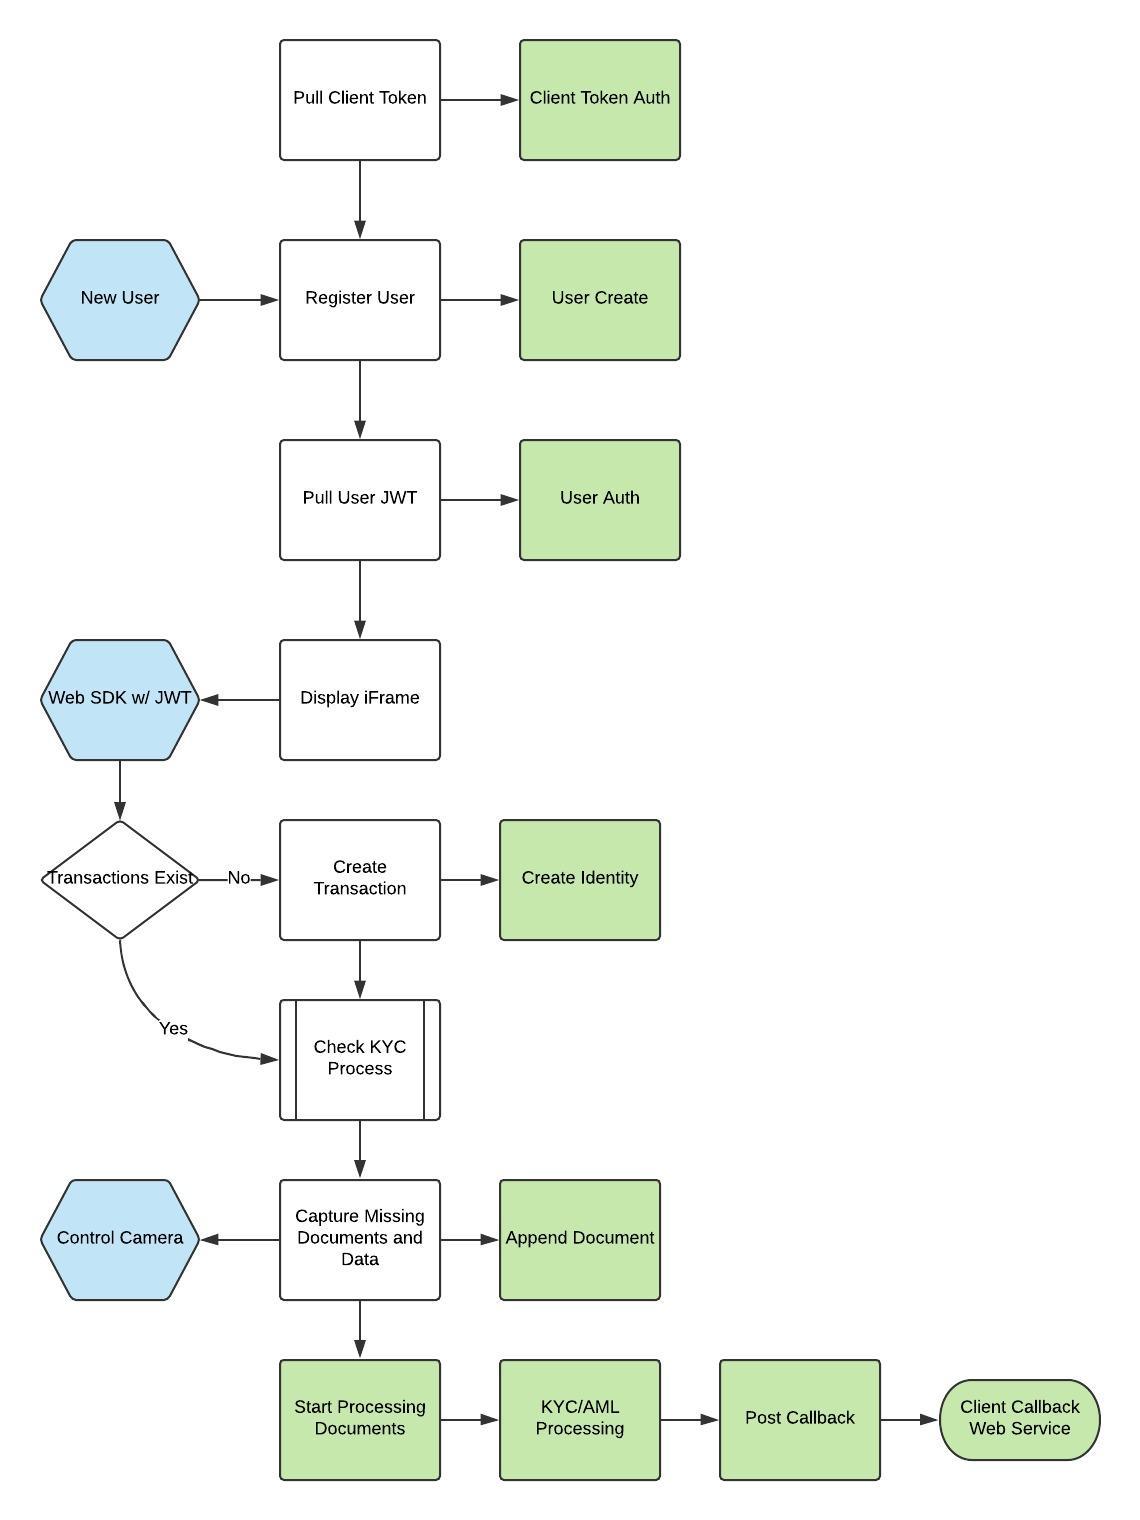 Pull Client Token
Client Token Auth
New User
Register User
User Create
Pull User JWT
User Auth
Web SDK w/ JWT
Display iFrame
Transactions Exist
No
Create
Transaction
Create Identity
Yes
Check KYC
Process
Control Camera
Capture Missing
Documents and
Data
Append Document
Start Processing
Documents
KYC/AML
Processing
Post Callback
Client Callback
Web Service